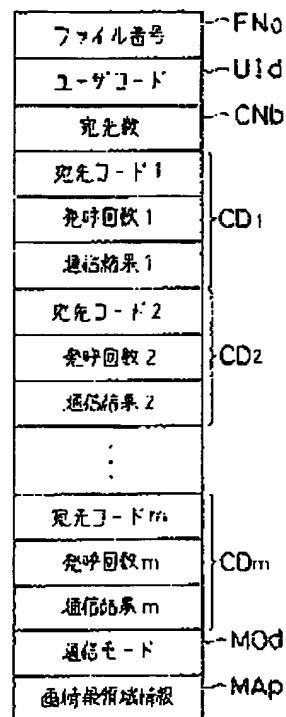 ファイル番号 FNo
ユーザコード UId
宛先数 CNb
宛先コード1
発呼回数1 CD1
通信結果1
宛先コード2
発呼回数2 CD2
通信結果2
⋮
宛先コードm
発呼回数m CDm
通信結果m
通信モード MOd
画情報領域情報 MAp